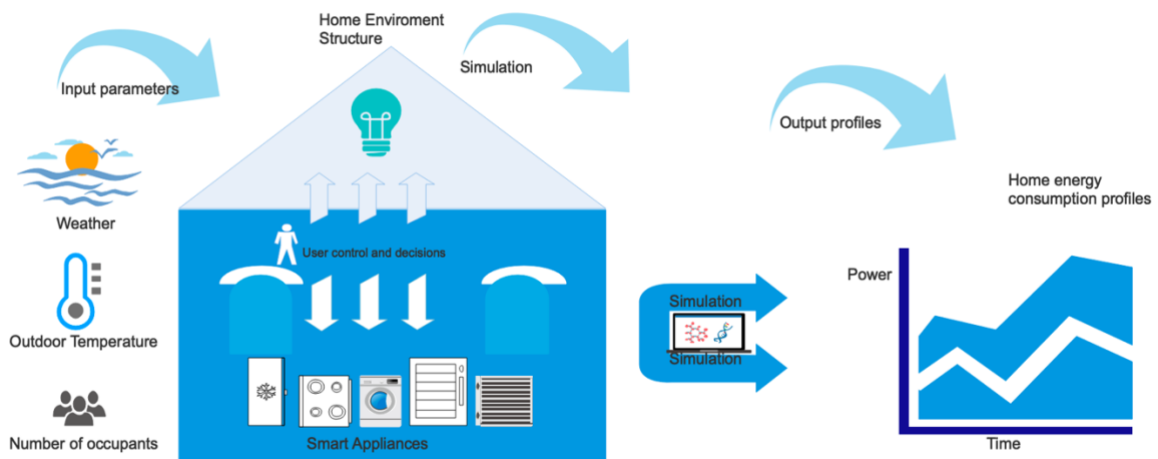 Home Enviroment
Structure
Input parameters
Simulation
Output profiles
Weather
User control and decisions
Home energy
consumption profiles
Power
Simulation
Outdoor Temperature
Simulation
Number of occupants
Smart Appliances
Time